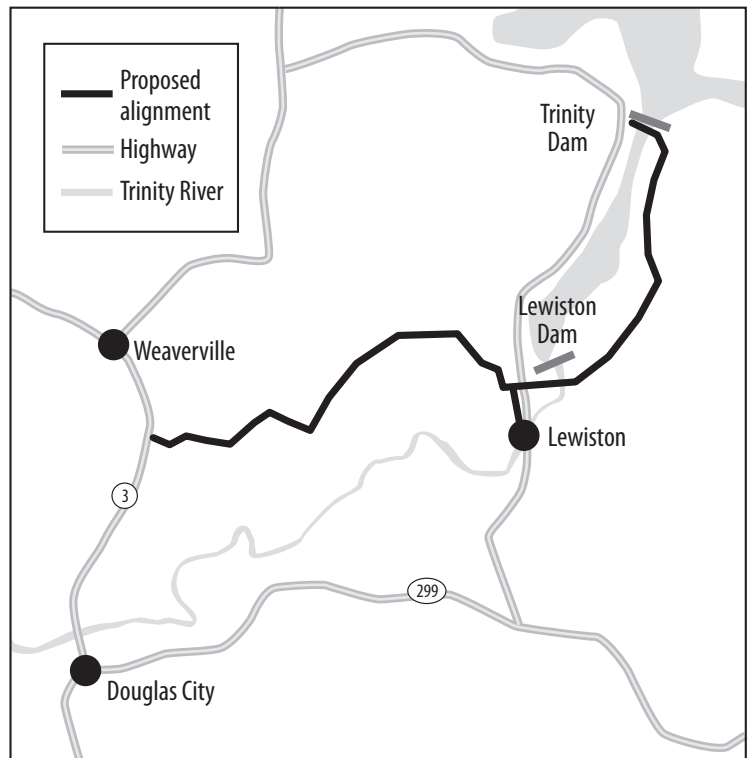 Proposed
alignment
Highway
Trinity River
Trinity
Dam
Lewiston
Dam
Weaverville
Lewiston
3
299
Douglas City